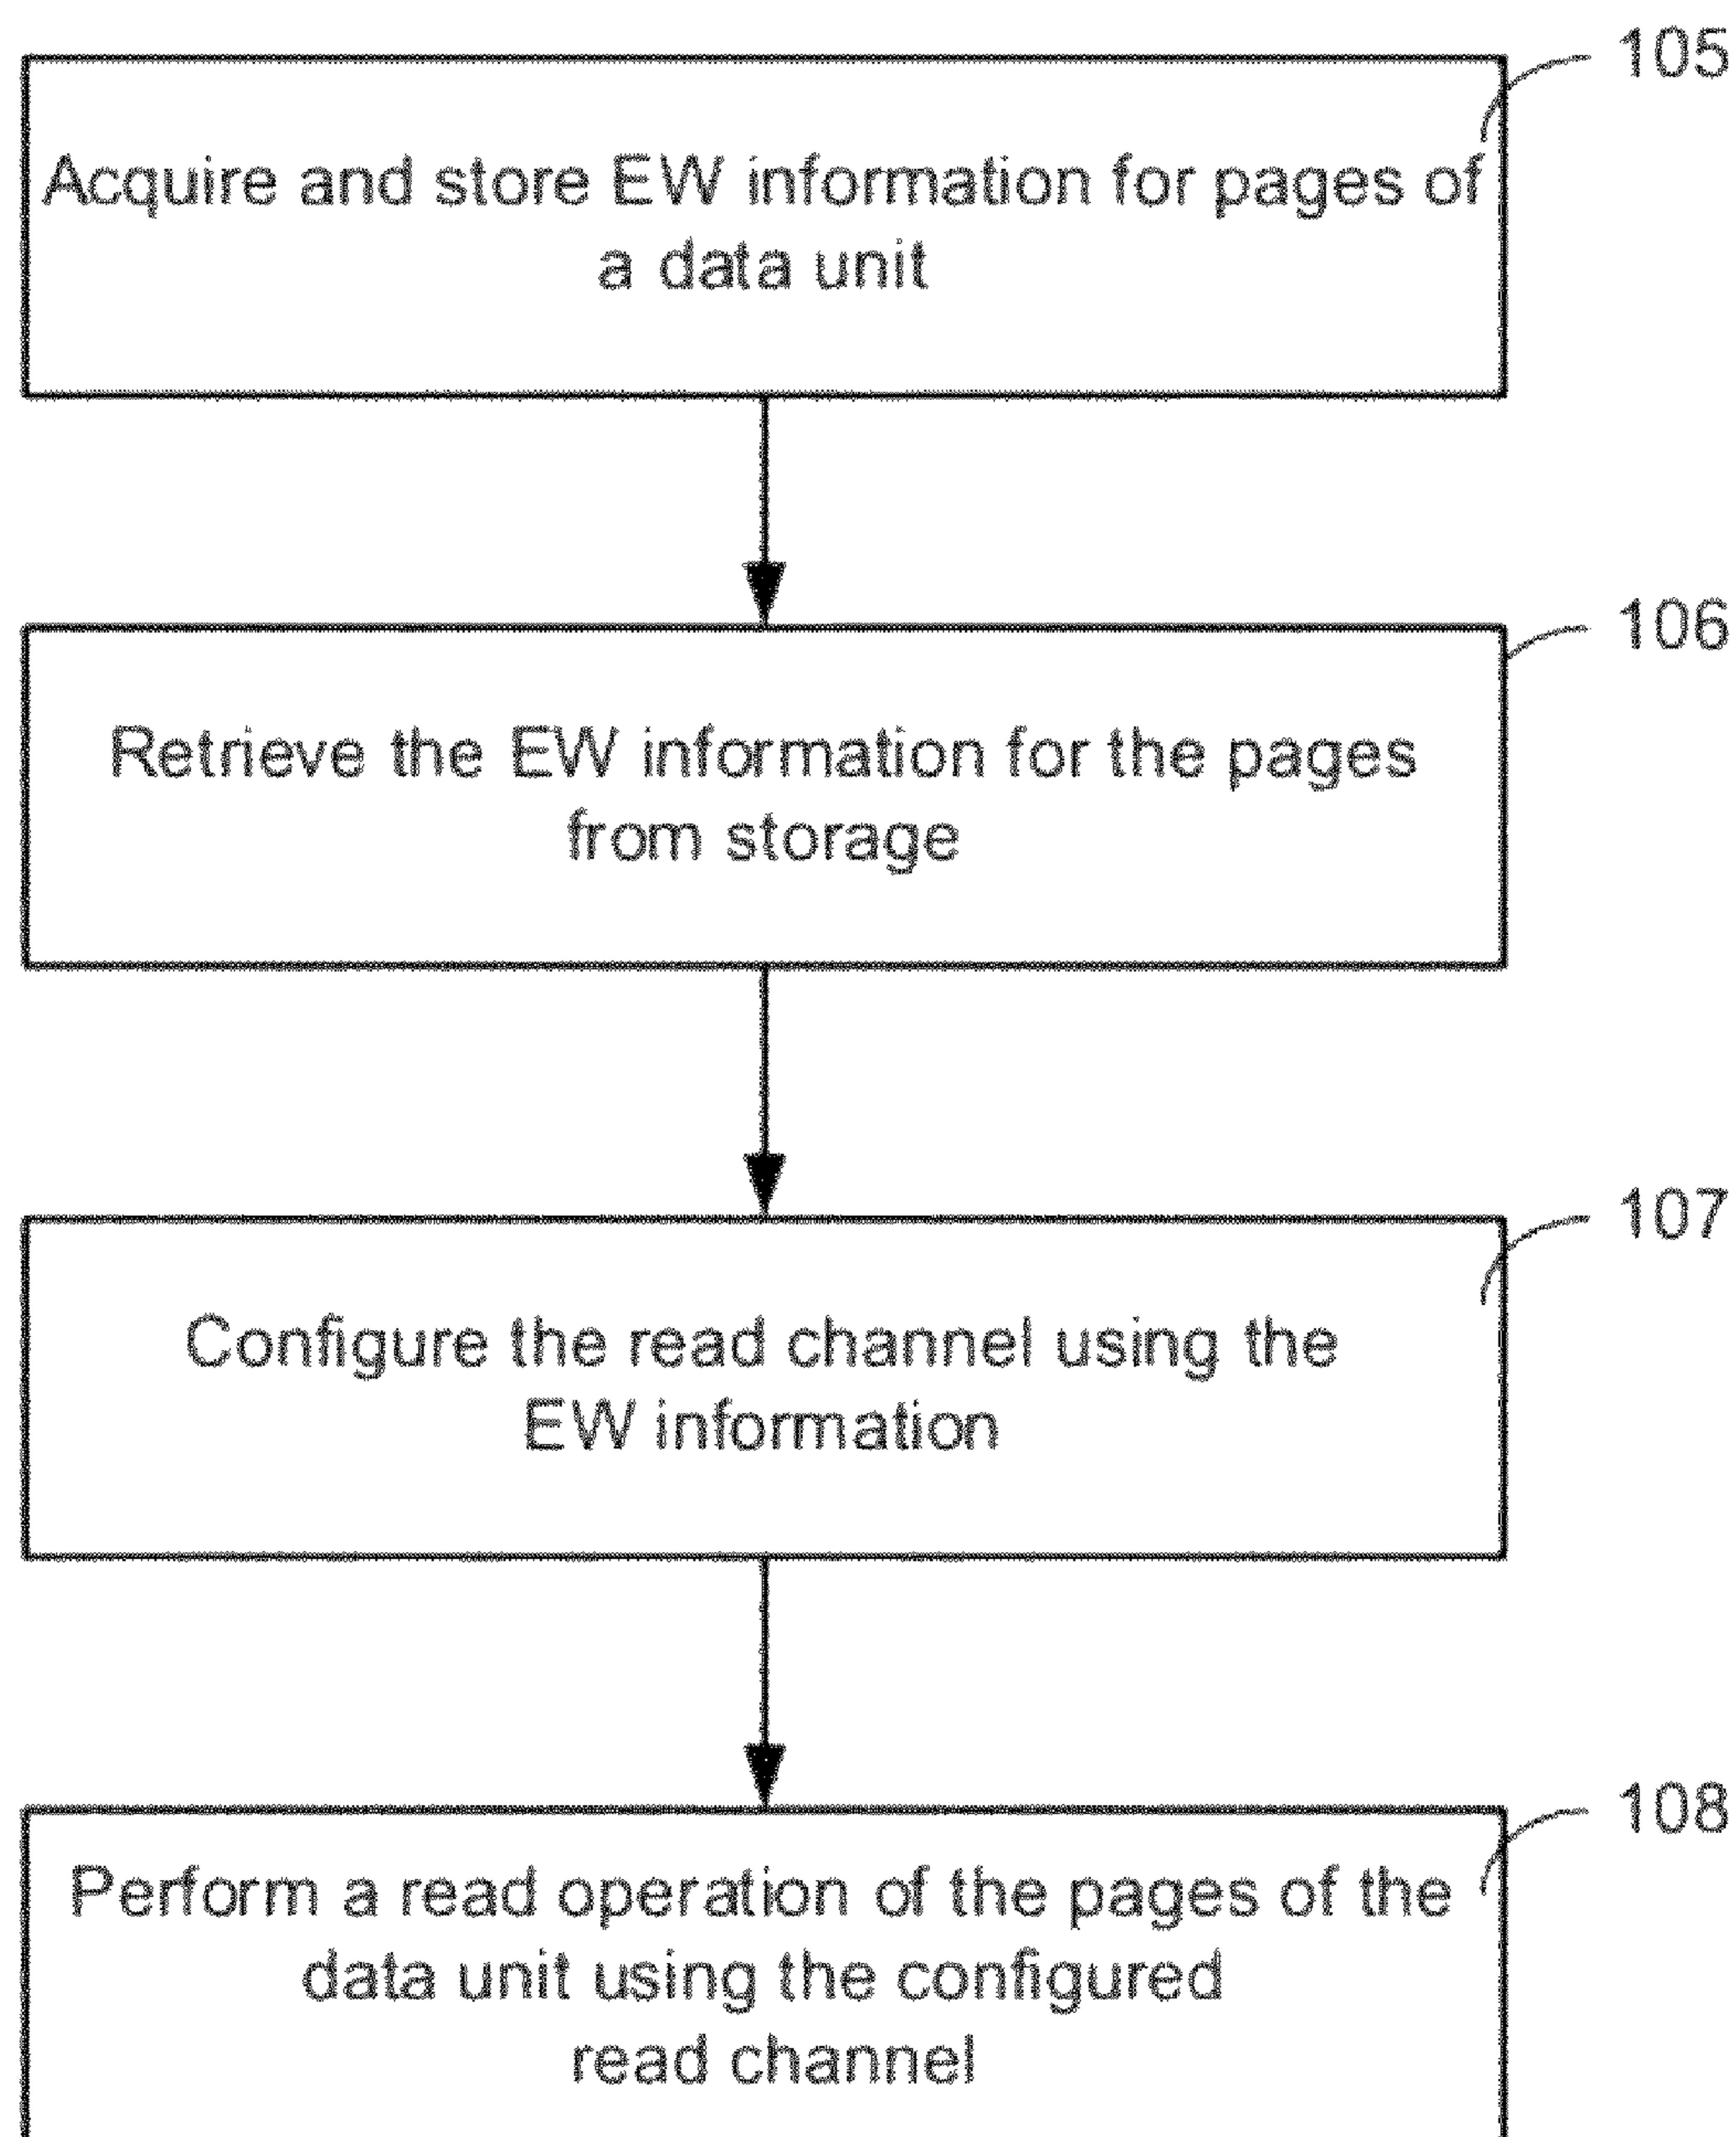 105
Acquire and store EW information for pages of
a data unit
106
Retrieve the EW information for the pages
from storage
107
Configure the read channel using the
EW information
108
Perform a read operation of the pages of the
data unit using the configured
read channel